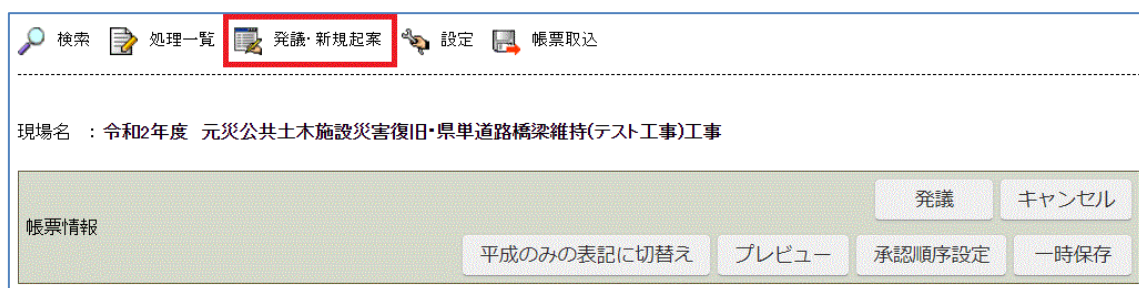 検索 処理一覧 発議・新規起案 設定 帳票取込
現場名 : 令和2年度 元災公共土木施設災害復旧・県単道路橋梁維持(テスト工事)工事
発議 キャンセル
帳票情報
平成のみの表記に切替え プレビュー 承認順序設定 一時保存